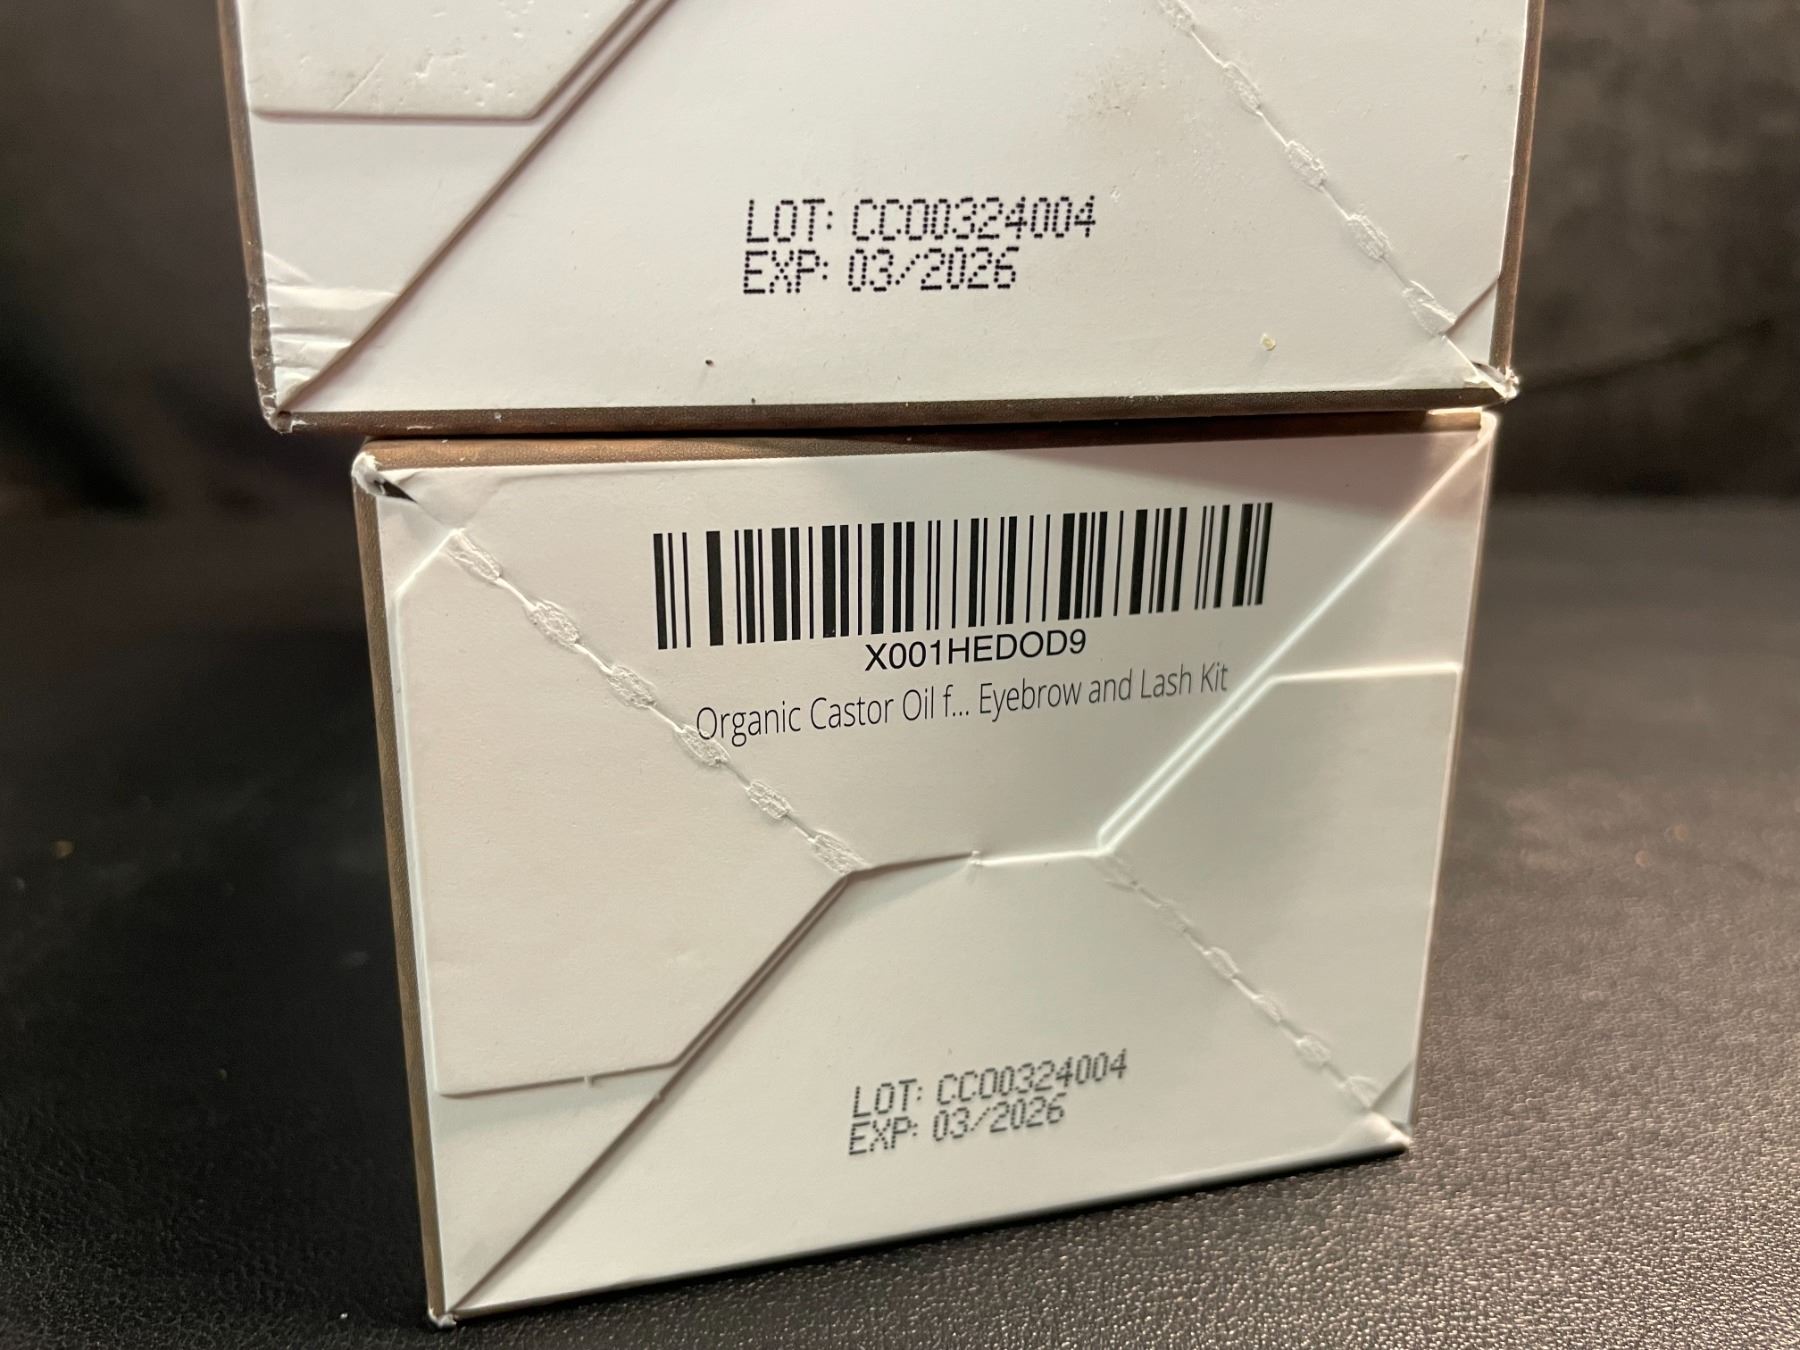 LOT: CC00324004
EXP: 03/2026
X001HEDOD9
Organic Castor Oil f... Eyebrow and Lash Kit
LOT: CC00324004
EXP: 03/2026